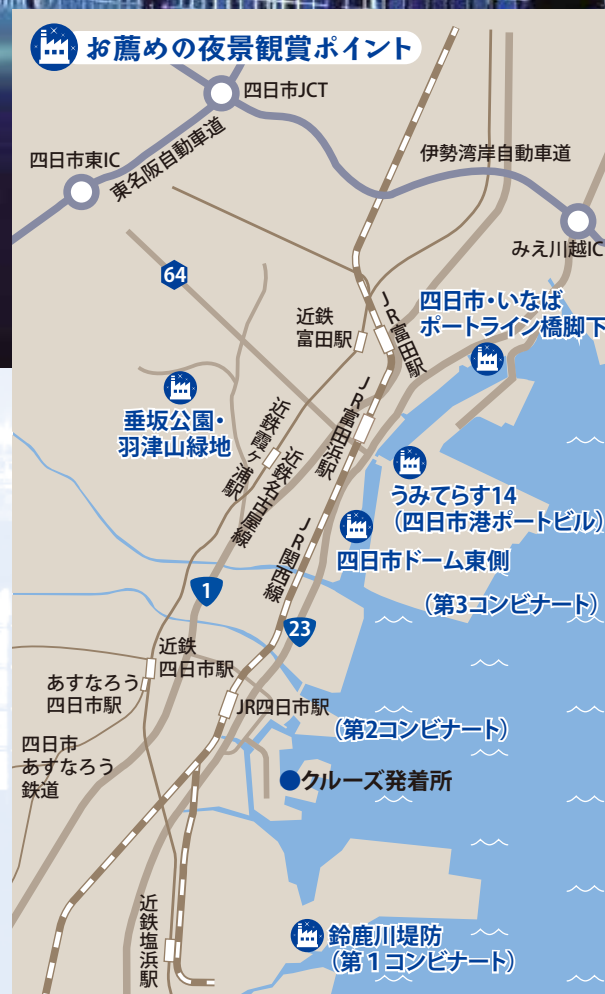 お薦めの夜景観賞ポイント
四日市JCT
四日市東IC
東名阪自動車道
伊勢湾岸自動車道
みえ川越IC
64
近鉄
富田駅
JR富田駅
四日市・いなば
ポートライン橋脚下
垂坂公園・
羽津山緑地
近鉄霞ヶ浦駅
近鉄名古屋線
JR富田浜駅
JR関西線
うみてらす14
(四日市港ポートビル)
四日市ドーム東側
(第3コンビナート)
1
23
近鉄
四日市駅
あすなろう
四日市駅
JR四日市駅
(第2コンビナート)
四日市
あすなろう
鉄道
クルーズ発着所
近鉄塩浜駅
鈴鹿川堤防
(第1コンビナート)